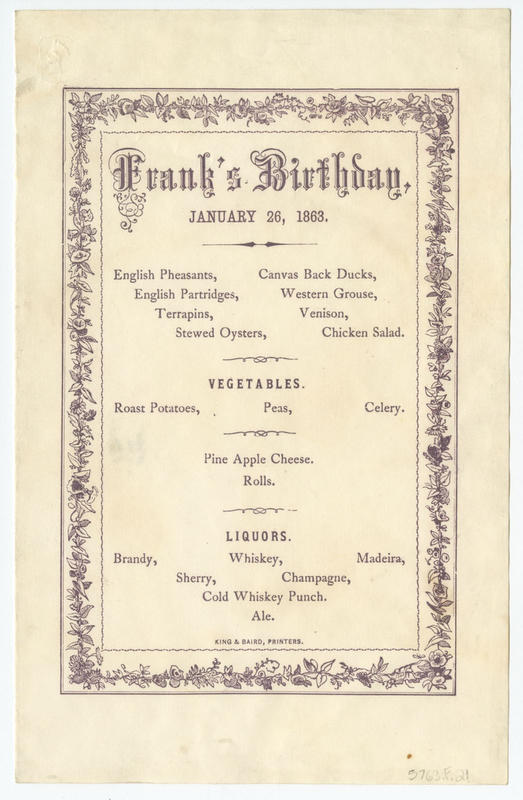 Frank's Birthday,
JANUARY 26, 1863.
English Pheasants, Canvas Back Ducks,
English Partridges, Western Grouse,
Terrapins, Venison,
Stewed Oysters, Chicken Salad.
VEGETABLES.
Roast Potatoes, Peas, Celery.
Pine Apple Cheese.
Rolls.
LIQUORS.
Brandy, Whiskey, Madeira,
Sherry, Champagne,
Cold Whiskey Punch.
Ale.
KING & BAIRD, PRINTERS.
5763.F.21